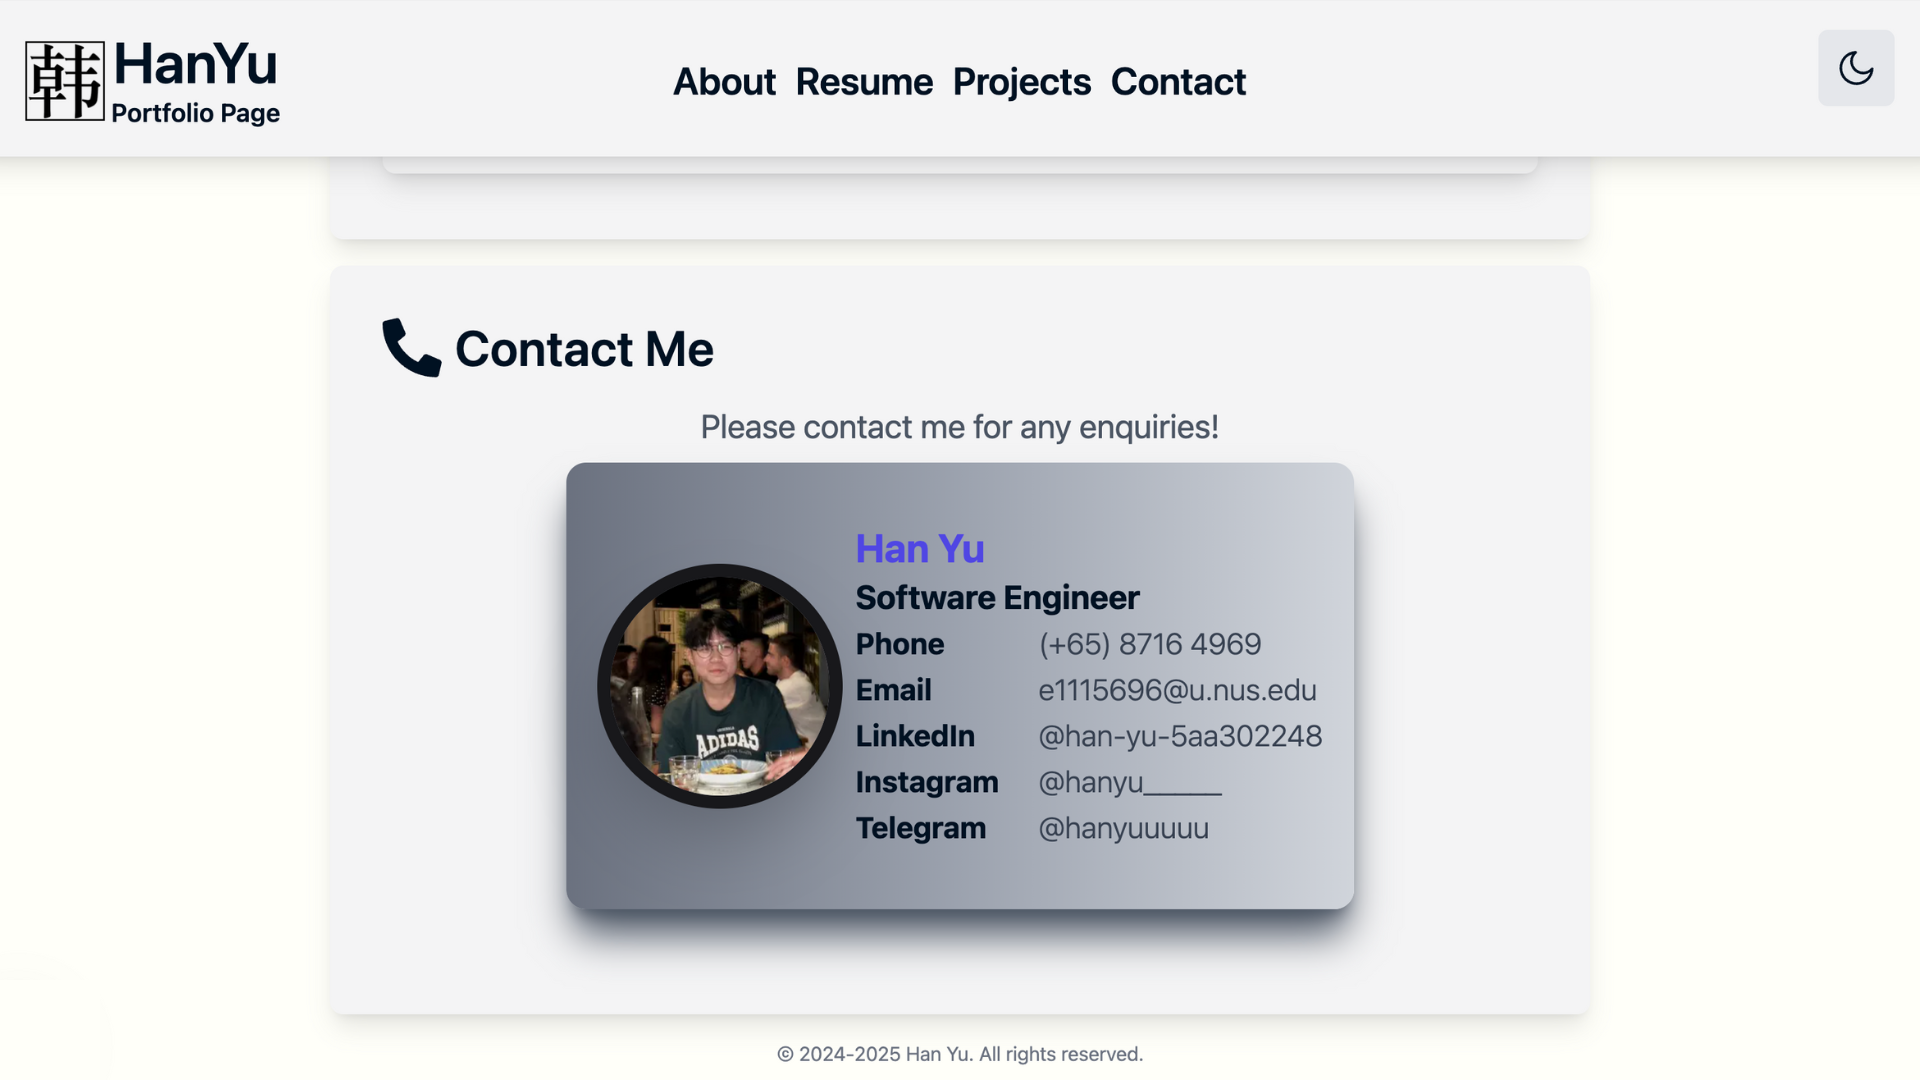 韩 HanYu
Portfolio Page
About Resume Projects Contact
Contact Me
Please contact me for any enquiries!
Han Yu
Software Engineer
Phone (+65) 8716 4969
Email e1115696@u.nus.edu
LinkedIn @han-yu-5aa302248
Instagram @hanyu_____
Telegram @hanyuuuuu
ADIDAS
© 2024-2025 Han Yu. All rights reserved.